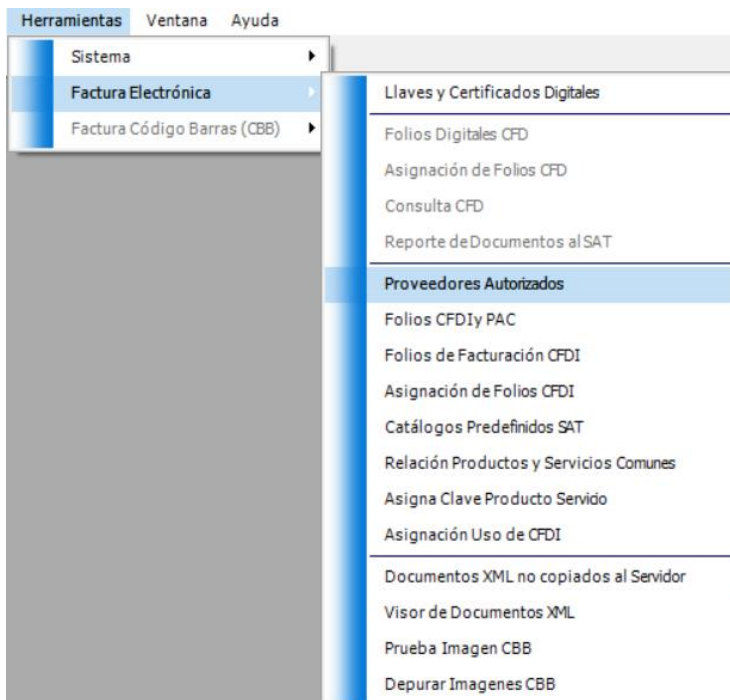 Herramientas Ventana Ayuda
Sistema
Factura Electrónica
Factura Código Barras (CBB)
Llaves y Certificados Digitales
Folios Digitales CFD
Asignación de Folios CFD
Consulta CFD
Reporte de Documentos al SAT
Proveedores Autorizados
Folios CFDI y PAC
Folios de Facturación CFDI
Asignación de Folios CFDI
Catálogos Predefinidos SAT
Relación Productos y Servicios Comunes
Asigna Clave Producto Servicio
Asignación Uso de CFDI
Documentos XML no copiados al Servidor
Visor de Documentos XML
Prueba Imagen CBB
Depurar Imagenes CBB